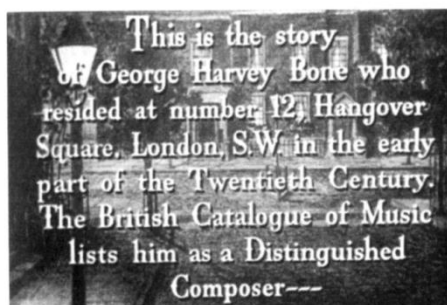 This is the story
of George Harvey Bone who
resided at number 12, Hangover
Square, London, S.W. in the early
part of the Twentieth Century.
The British Catalogue of Music
lists him as a Distinguished
Composer---